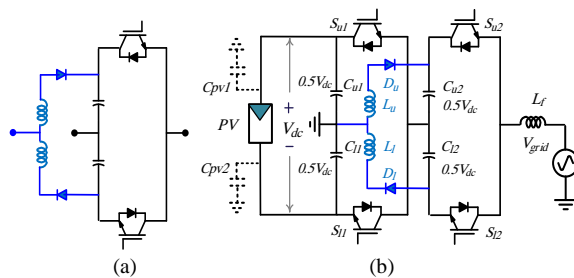 S_u1
S_u2
Cpv1
0.5V_dc
C_u1
D_u
C_u2
L_u
0.5V_dc
L_f
PV
+
V_dc
−
C_l1
L_l
C_l2
V_grid
Cpv2
0.5V_dc
D_l
0.5V_dc
S_l1
S_l2
(a)
(b)